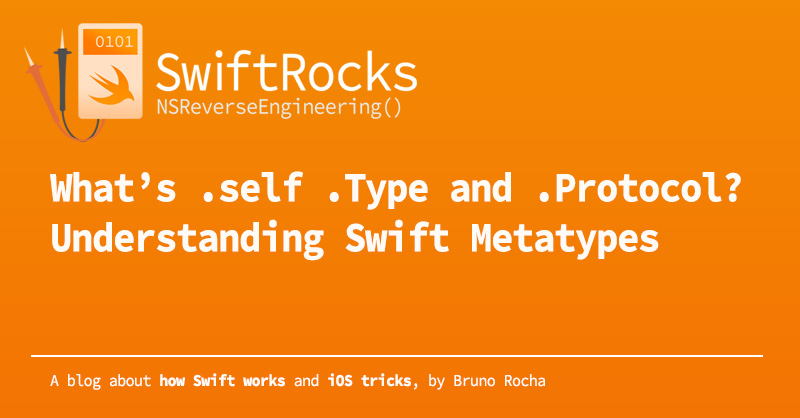 0101
SwiftRocks
NSReverseEngineering()
What’s .self .Type and .Protocol?
Understanding Swift Metatypes
A blog about how Swift works and iOS tricks, by Bruno Rocha